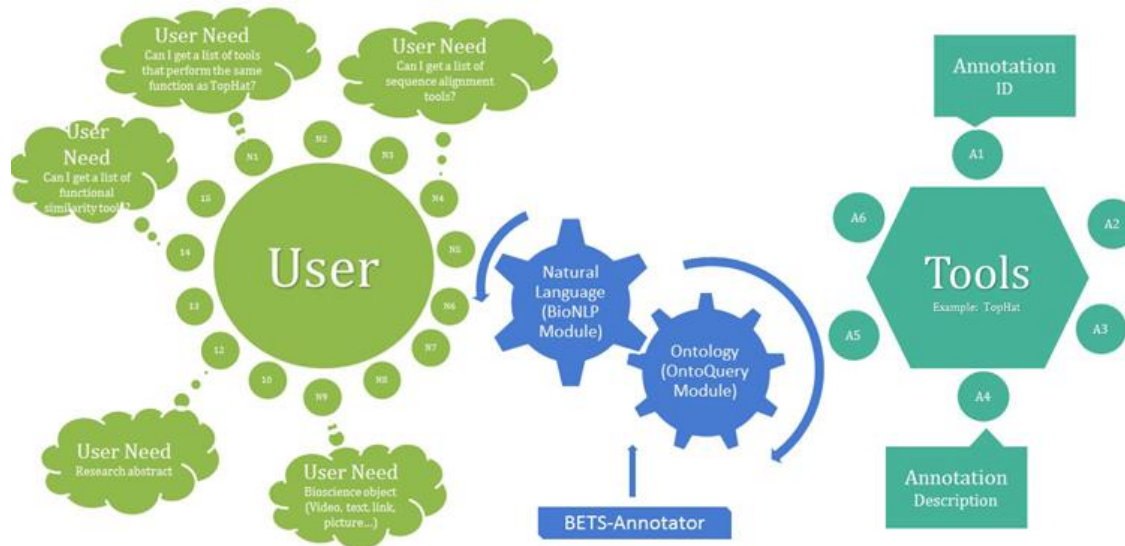 User Need
Can I get a list of tools
that perform the same
function as TopHat?
User Need
Can I get a list of
sequence alignment
tools?
User
Need
Can I get a list of
functional
similarity tools?
User Need
Research abstract
User Need
Bioscience object
(Video, text, link,
picture...)
N1
N2
N3
N4
N5
N6
N7
N8
N9
10
12
13
14
15
User
Natural
Language
(BioNLP
Module)
Ontology
(OntoQuery
Module)
BETS-Annotator
Annotation
ID
A1
A2
A3
A4
A5
A6
Tools
Example: TopHat
Annotation
Description